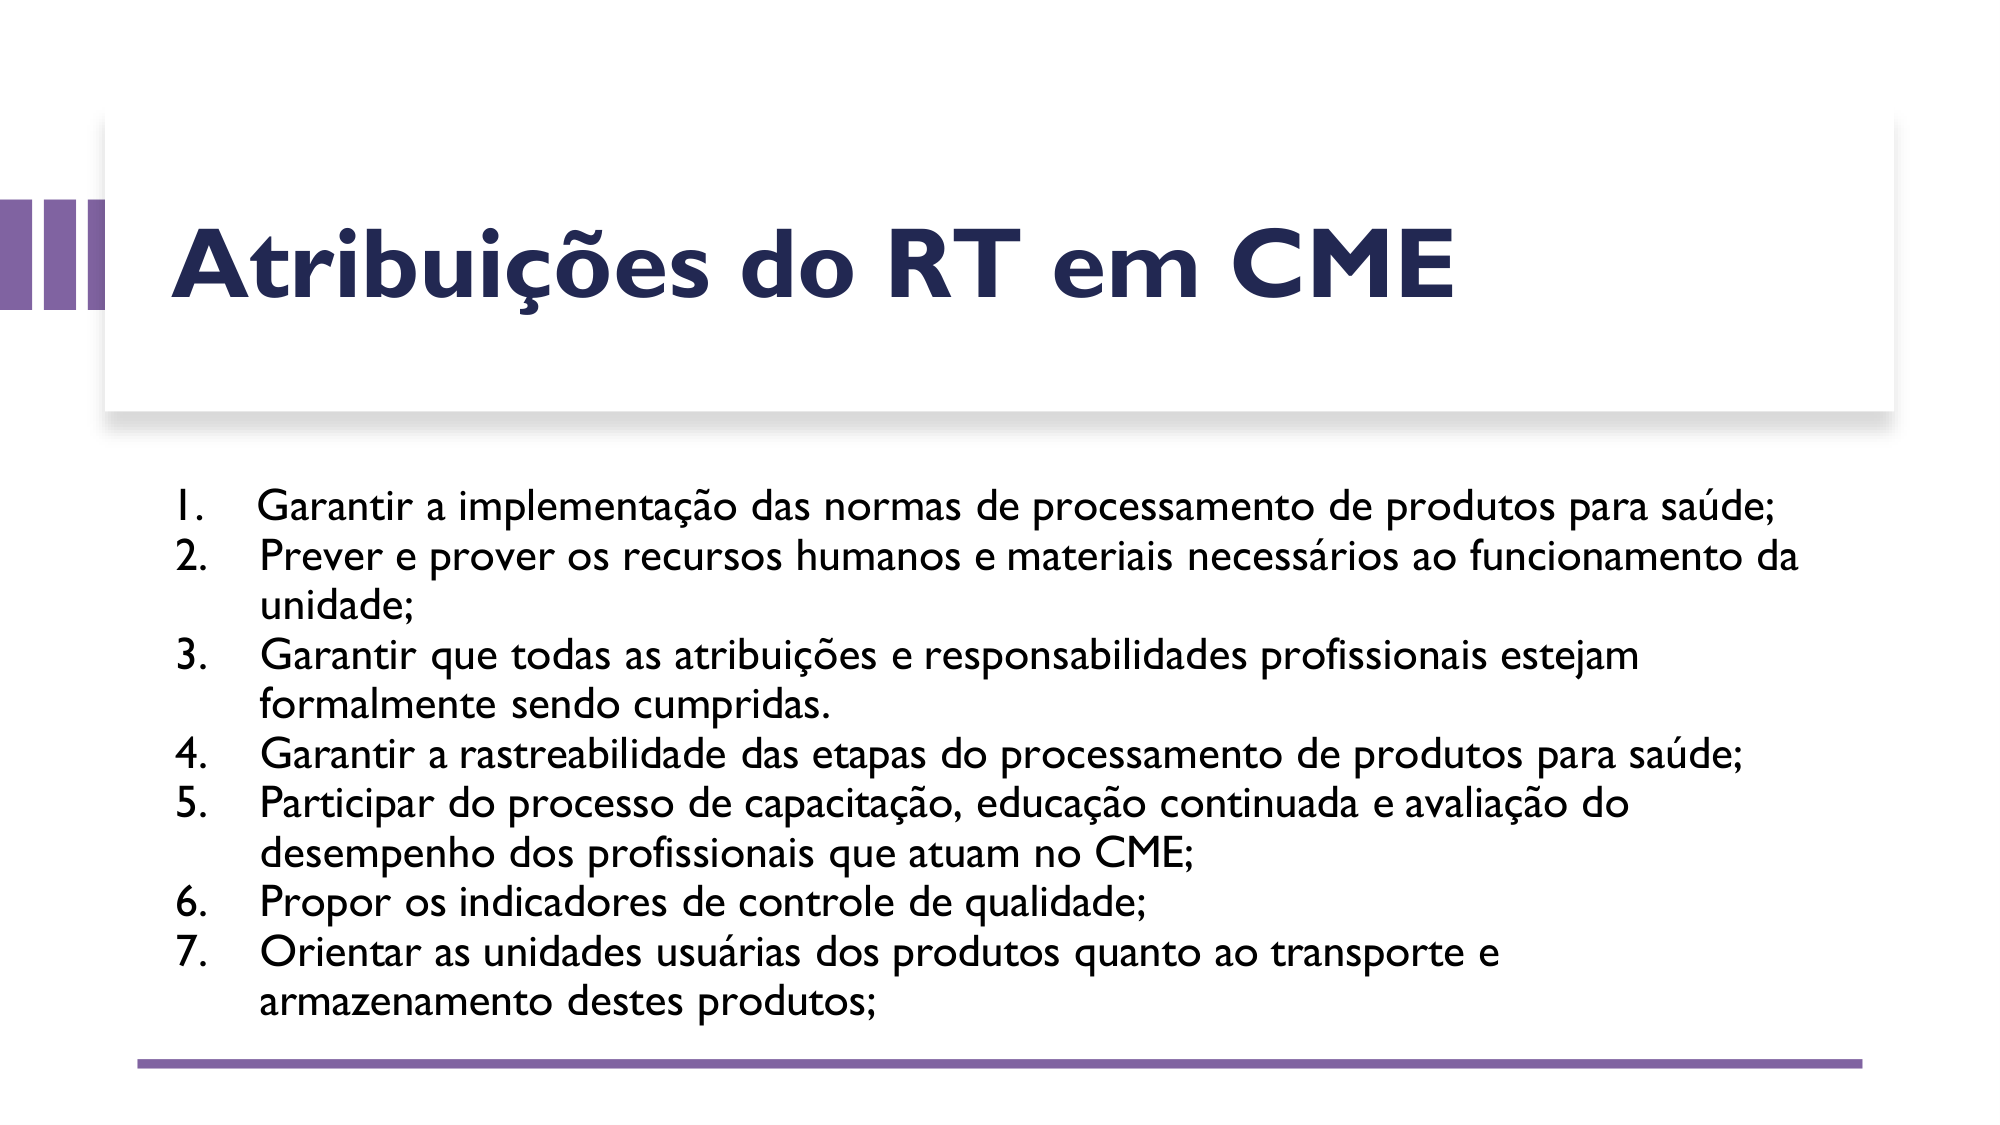 Atribuições do RT em CME
1. Garantir a implementação das normas de processamento de produtos para saúde;
2. Prever e prover os recursos humanos e materiais necessários ao funcionamento da
unidade;
3. Garantir que todas as atribuições e responsabilidades profissionais estejam
formalmente sendo cumpridas.
4. Garantir a rastreabilidade das etapas do processamento de produtos para saúde;
5. Participar do processo de capacitação, educação continuada e avaliação do
desempenho dos profissionais que atuam no CME;
6. Propor os indicadores de controle de qualidade;
7. Orientar as unidades usuárias dos produtos quanto ao transporte e
armazenamento destes produtos;